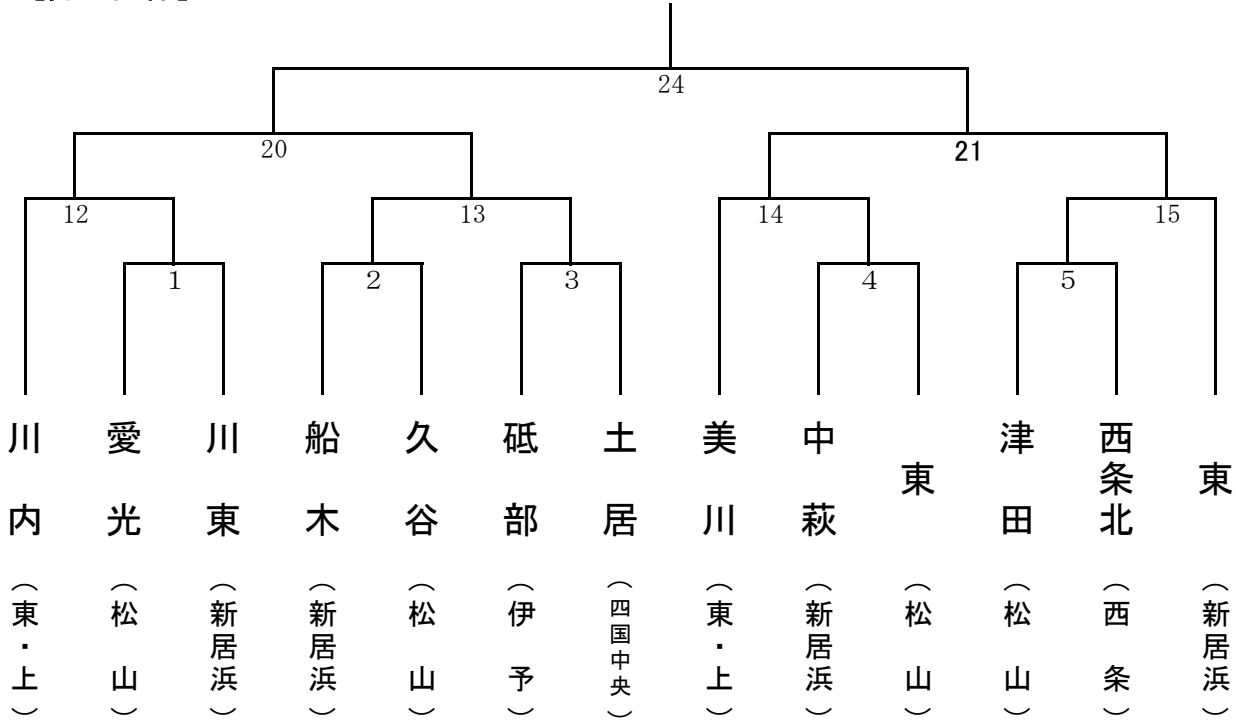 24
20
21
12
13
14
15
1
2
3
4
5
川内
愛光
川東
船木
久谷
砥部
土居
美川
中萩
東
津田
西条北
東
（東・上）
（松山）
（新居浜）
（新居浜）
（松山）
（伊予）
（四国中央）
（東・上）
（新居浜）
（松山）
（松山）
（西条）
（新居浜）